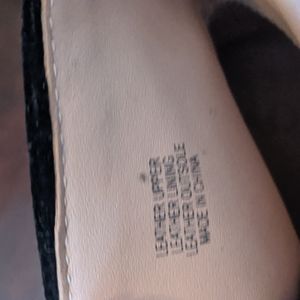 LEATHER UPPER
LEATHER LINING
LEATHER OUTSOLE
MADE IN CHINA